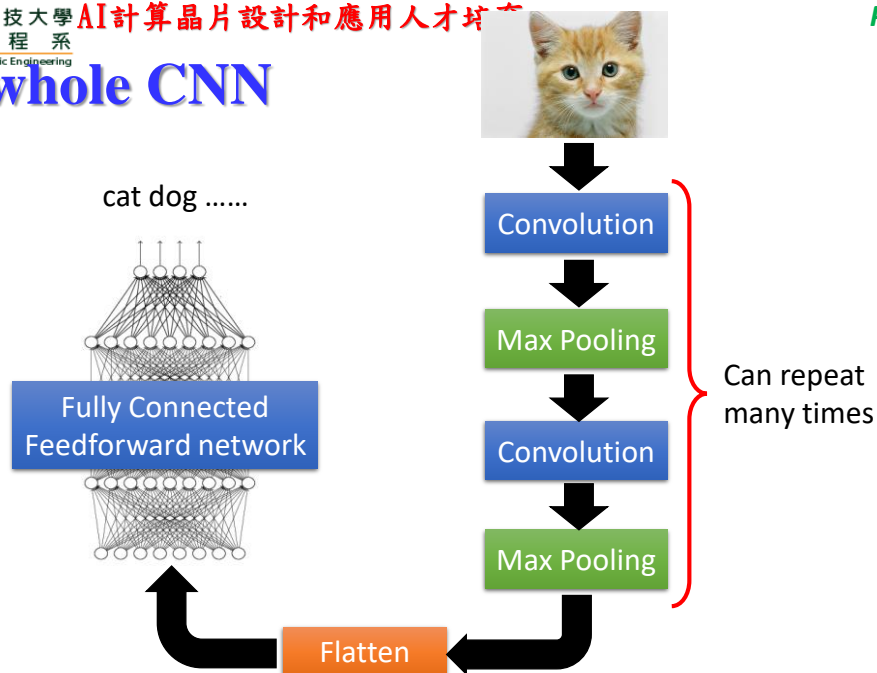 技大學 AI計算晶片設計和應用人才培
程 系
ic Engineering
whole CNN
cat dog ......
Convolution
Max Pooling
Convolution
Max Pooling
Can repeat
many times
Fully Connected
Feedforward network
Flatten